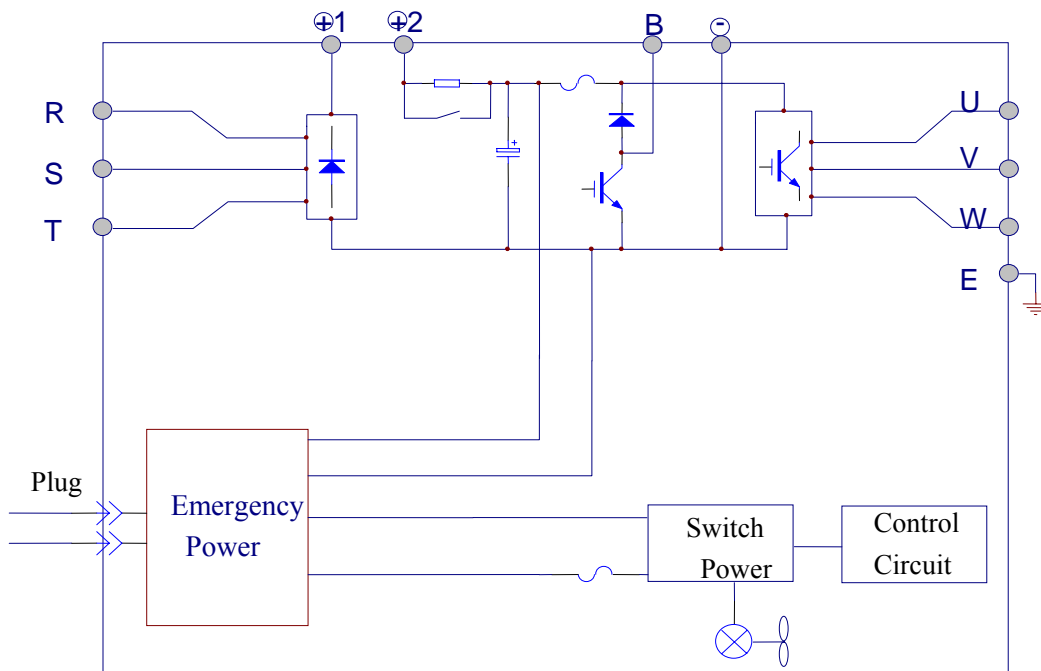 ⊕1
⊕2
B
⊖
R
S
T
+
U
V
W
E
Plug
Emergency
Power
Switch
Power
Control
Circuit